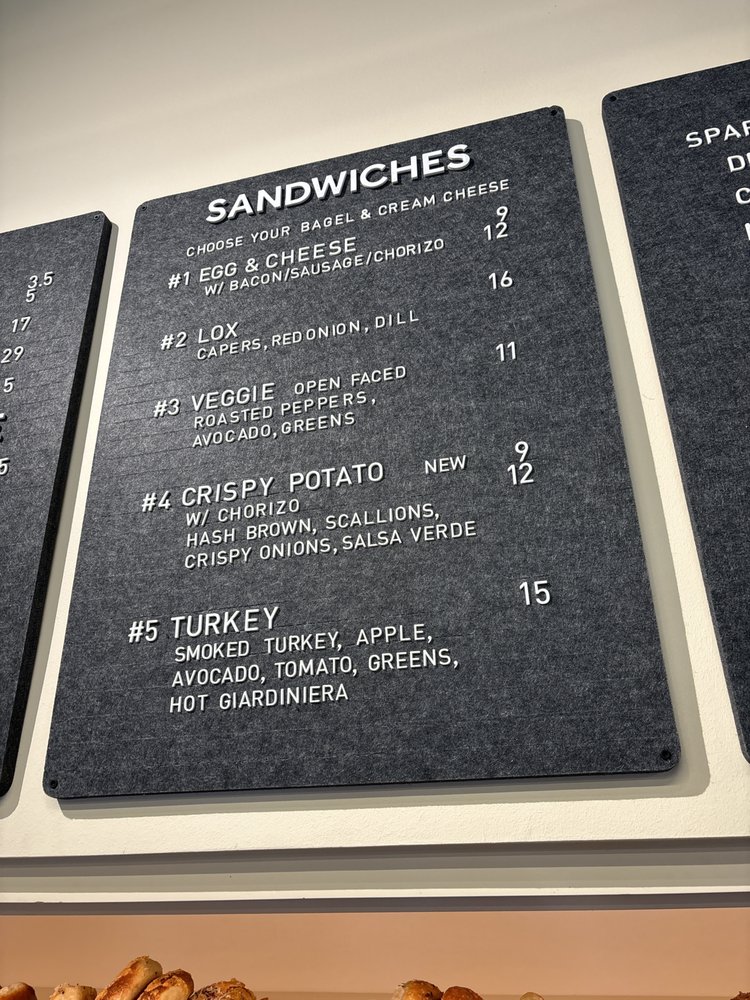 3.5
5
17
29
5
5
SANDWICHES
CHOOSE YOUR BAGEL & CREAM CHEESE
#1 EGG & CHEESE 9
W/ BACON/SAUSAGE/CHORIZO 12
#2 LOX 16
CAPERS, RED ONION, DILL
#3 VEGGIE OPEN FACED 11
ROASTED PEPPERS,
AVOCADO, GREENS
#4 CRISPY POTATO NEW 9
W/ CHORIZO 12
HASH BROWN, SCALLIONS,
CRISPY ONIONS, SALSA VERDE
#5 TURKEY 15
SMOKED TURKEY, APPLE,
AVOCADO, TOMATO, GREENS,
HOT GIARDINIERA